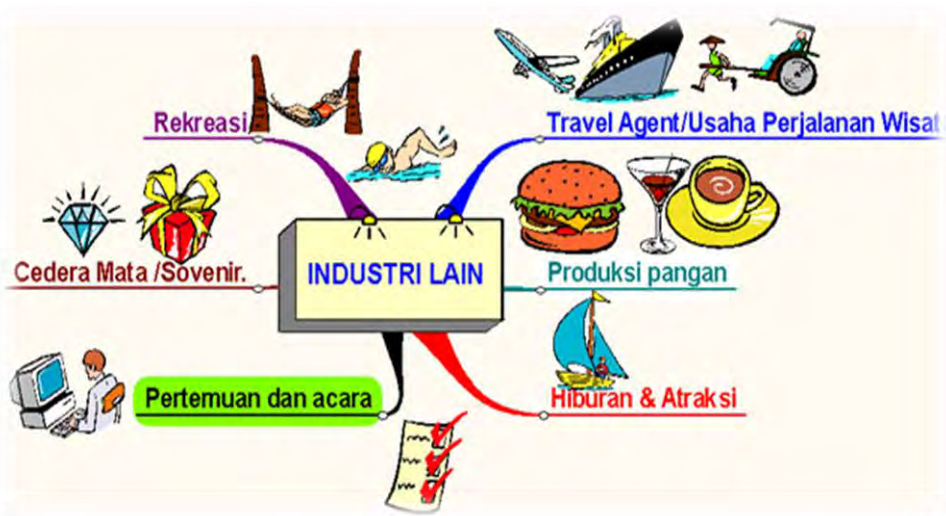 Rekreasi
Travel Agent/Usaha Perjalanan Wisat
Cedera Mata /Sovenir.
INDUSTRI LAIN
Produksi pangan
Pertemuan dan acara
Hiburan & Atraksi